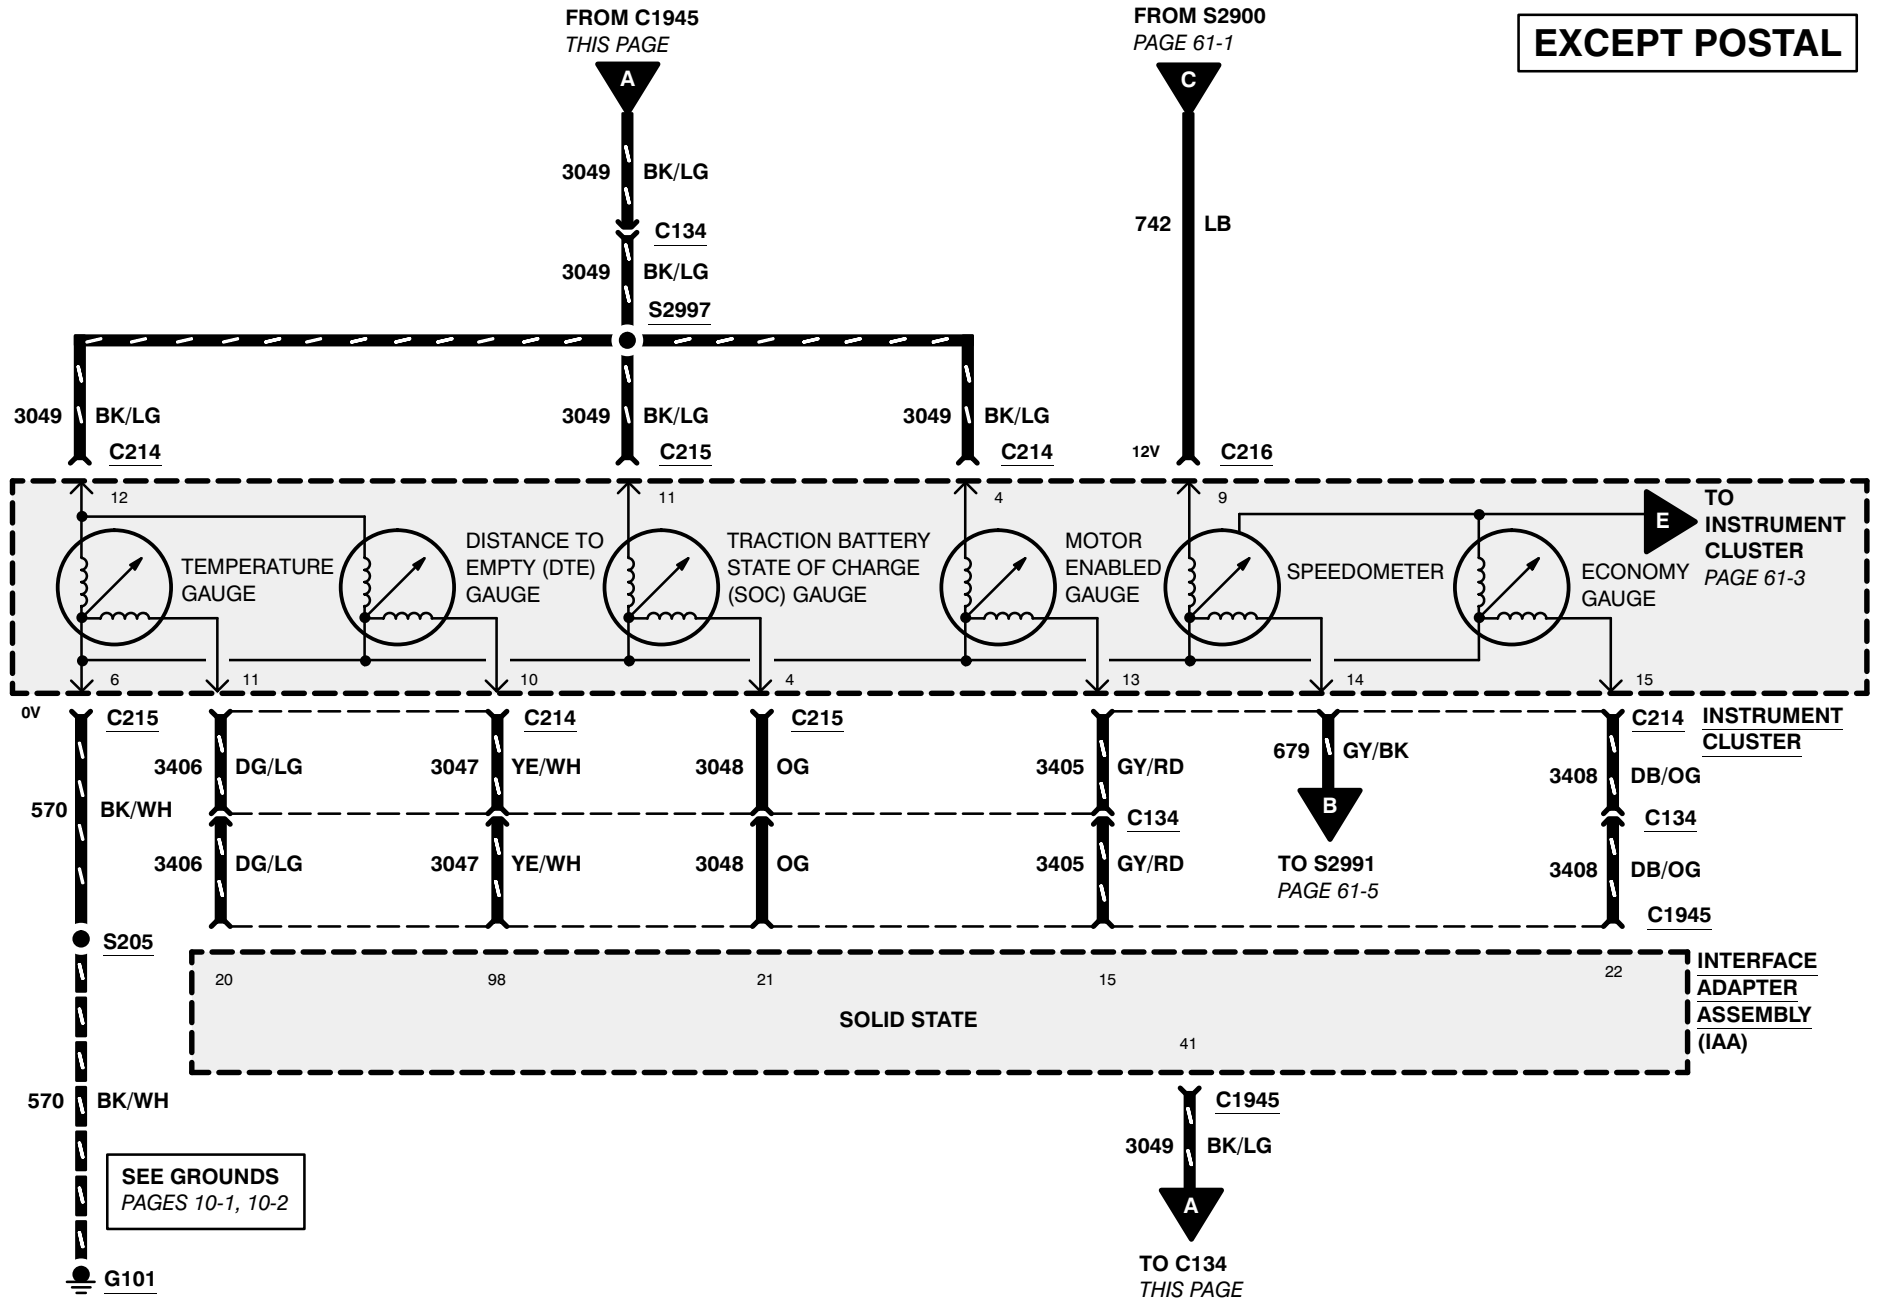 FROM C1945
THIS PAGE
A
FROM S2900
PAGE 61-1
C
EXCEPT POSTAL
3049 BK/LG
C134
742 LB
3049 BK/LG
S2997
3049 BK/LG
C214
3049 BK/LG
C215
3049 BK/LG
C214
12V
C216
12
11
4
9
TEMPERATURE
GAUGE
DISTANCE TO
EMPTY (DTE)
GAUGE
TRACTION BATTERY
STATE OF CHARGE
(SOC) GAUGE
MOTOR
ENABLED
GAUGE
SPEEDOMETER
ECONOMY
GAUGE
E
TO
INSTRUMENT
CLUSTER
PAGE 61-3
6
11
10
4
13
14
15
0V
C215
C214
C215
C214
INSTRUMENT
CLUSTER
570 BK/WH
3406 DG/LG
3047 YE/WH
3048 OG
3405 GY/RD
679 GY/BK
3408 DB/OG
B
C134
C134
TO S2991
PAGE 61-5
3406 DG/LG
3047 YE/WH
3048 OG
3405 GY/RD
3408 DB/OG
C1945
S205
20
98
21
15
22
SOLID STATE
41
INTERFACE
ADAPTER
ASSEMBLY
(IAA)
570 BK/WH
C1945
3049 BK/LG
A
TO C134
THIS PAGE
SEE GROUNDS
PAGES 10-1, 10-2
G101